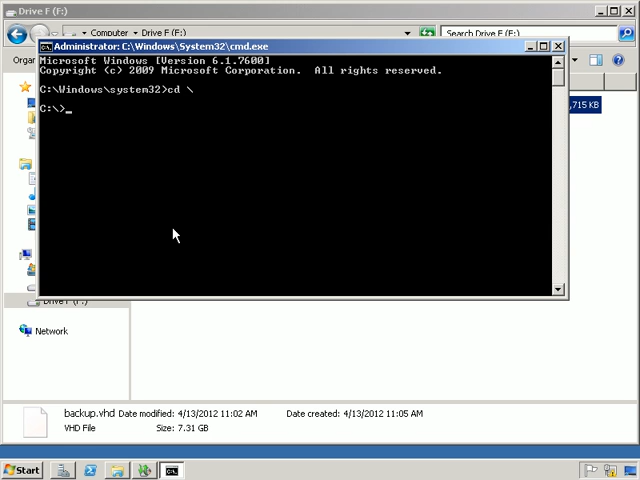 Drive F (F:)
Computer
Drive F (F:)
Search Drive F (F:)
Administrator: C:\Windows\System32\cmd.exe
Organ
Microsoft Windows [Version 6.1.7600]
Copyright (c) 2009 Microsoft Corporation.  All rights reserved.
C:\Windows\system32>cd \
,715 KB
C:\>_
Drive F (F:)
Network
backup.vhd Date modified: 4/13/2012 11:02 AM Date created: 4/13/2012 11:05 AM
VHD File Size: 7.31 GB
Start